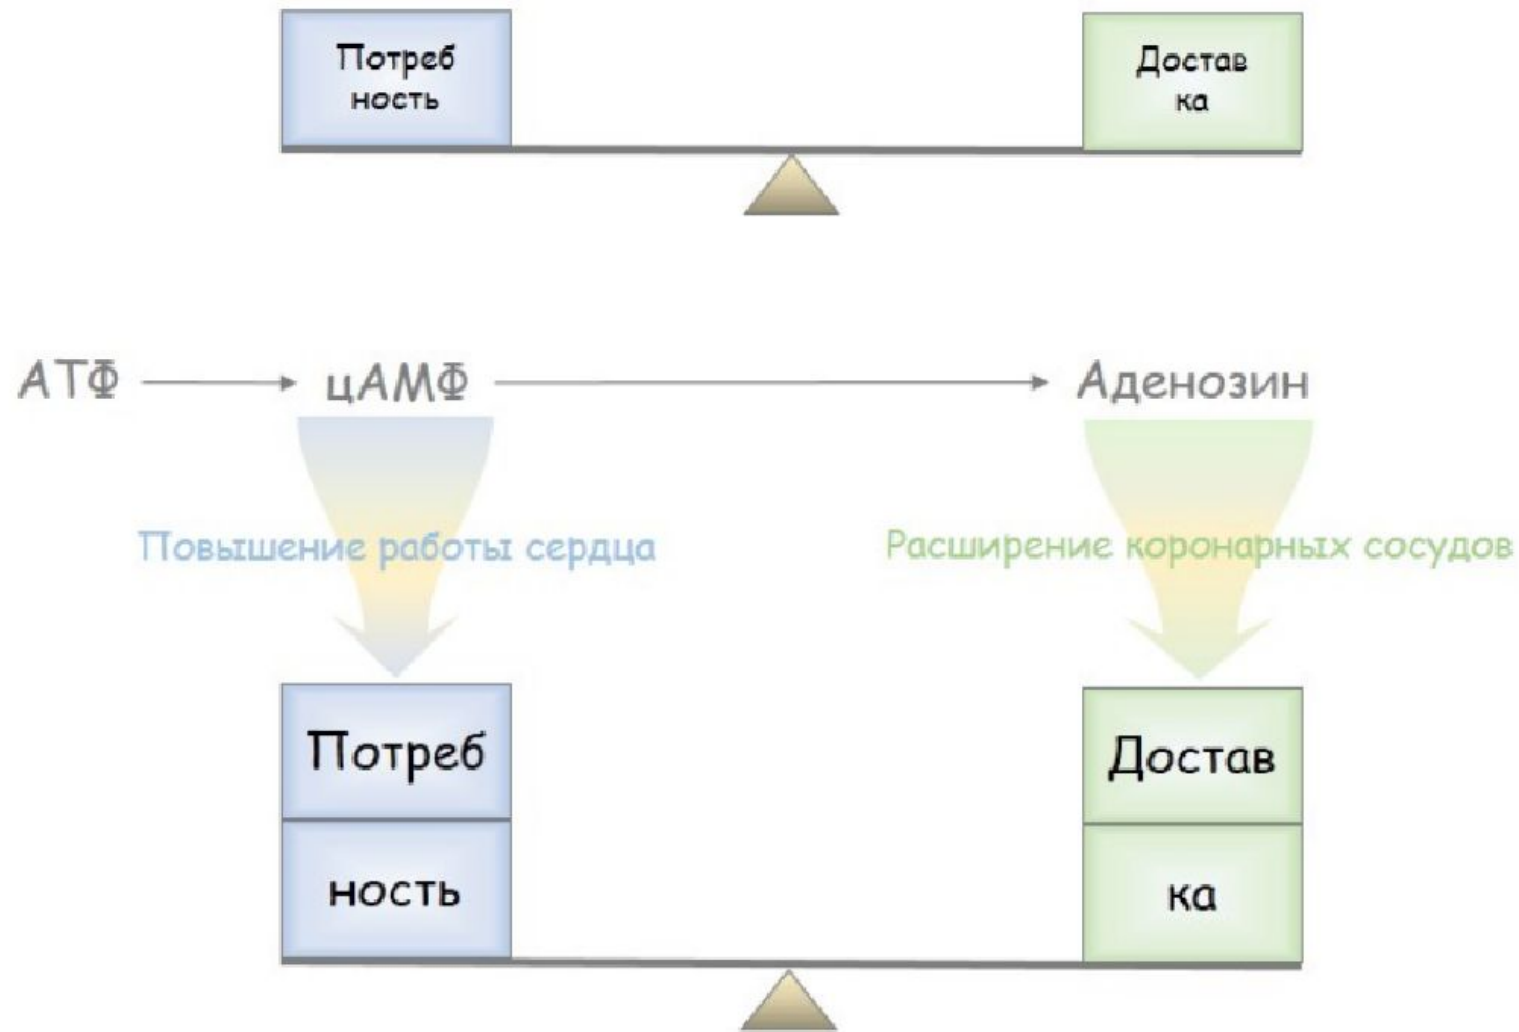 Потреб
ность
Достав
ка
АТФ
цАМФ
Аденозин
Повышение работы сердца
Расширение коронарных сосудов
Потреб
ность
Достав
ка